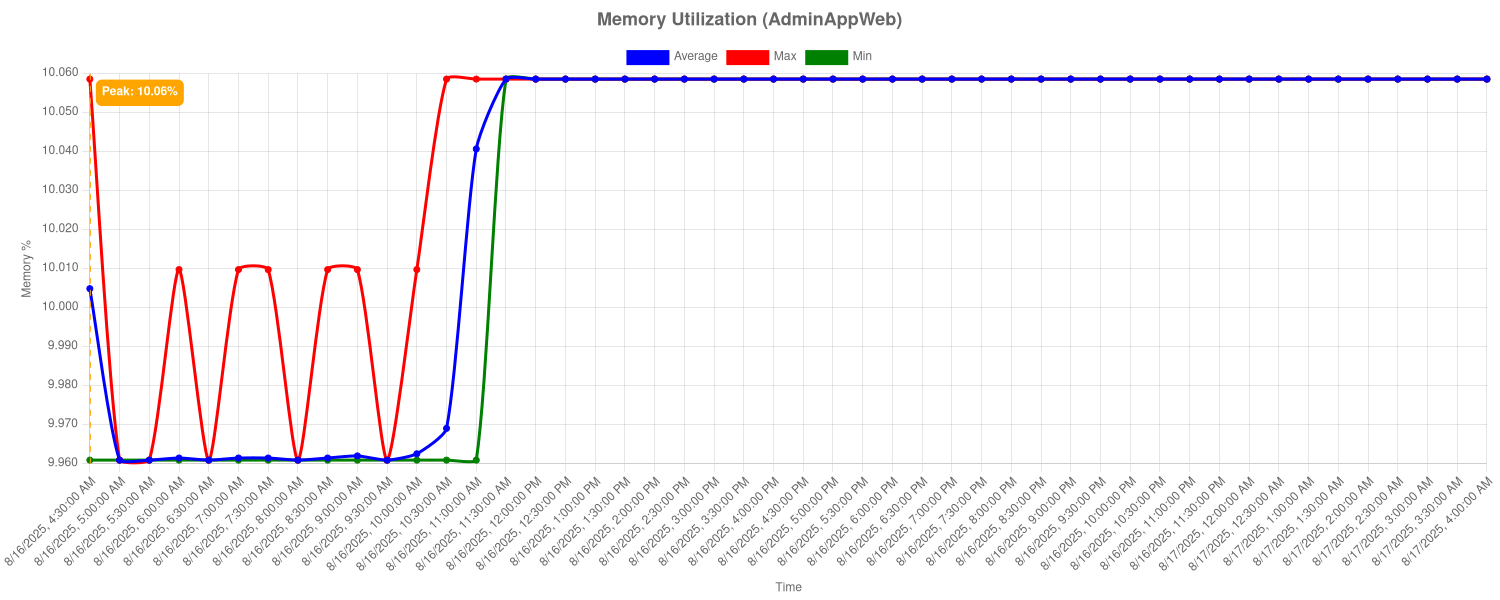 Memory Utilization (AdminAppWeb)
Average Max Min
10.060
Peak: 10.06%
10.050
10.040
10.030
10.020
10.010
10.000
9.990
9.980
9.970
9.960
Memory %
8/16/2025, 4:30:00 AM
8/16/2025, 5:00:00 AM
8/16/2025, 5:30:00 AM
8/16/2025, 6:00:00 AM
8/16/2025, 6:30:00 AM
8/16/2025, 7:00:00 AM
8/16/2025, 7:30:00 AM
8/16/2025, 8:00:00 AM
8/16/2025, 8:30:00 AM
8/16/2025, 9:00:00 AM
8/16/2025, 9:30:00 AM
8/16/2025, 10:00:00 AM
8/16/2025, 10:30:00 AM
8/16/2025, 11:00:00 AM
8/16/2025, 11:30:00 AM
8/16/2025, 12:00:00 PM
8/16/2025, 12:30:00 PM
8/16/2025, 1:00:00 PM
8/16/2025, 1:30:00 PM
8/16/2025, 2:00:00 PM
8/16/2025, 2:30:00 PM
8/16/2025, 3:00:00 PM
8/16/2025, 3:30:00 PM
8/16/2025, 4:00:00 PM
8/16/2025, 4:30:00 PM
8/16/2025, 5:00:00 PM
8/16/2025, 5:30:00 PM
8/16/2025, 6:00:00 PM
8/16/2025, 6:30:00 PM
8/16/2025, 7:00:00 PM
8/16/2025, 7:30:00 PM
8/16/2025, 8:00:00 PM
8/16/2025, 8:30:00 PM
8/16/2025, 9:00:00 PM
8/16/2025, 9:30:00 PM
8/16/2025, 10:00:00 PM
8/16/2025, 10:30:00 PM
8/16/2025, 11:00:00 PM
8/16/2025, 11:30:00 PM
8/17/2025, 12:00:00 AM
8/17/2025, 12:30:00 AM
8/17/2025, 1:00:00 AM
8/17/2025, 1:30:00 AM
8/17/2025, 2:00:00 AM
8/17/2025, 2:30:00 AM
8/17/2025, 3:00:00 AM
8/17/2025, 3:30:00 AM
8/17/2025, 4:00:00 AM
Time